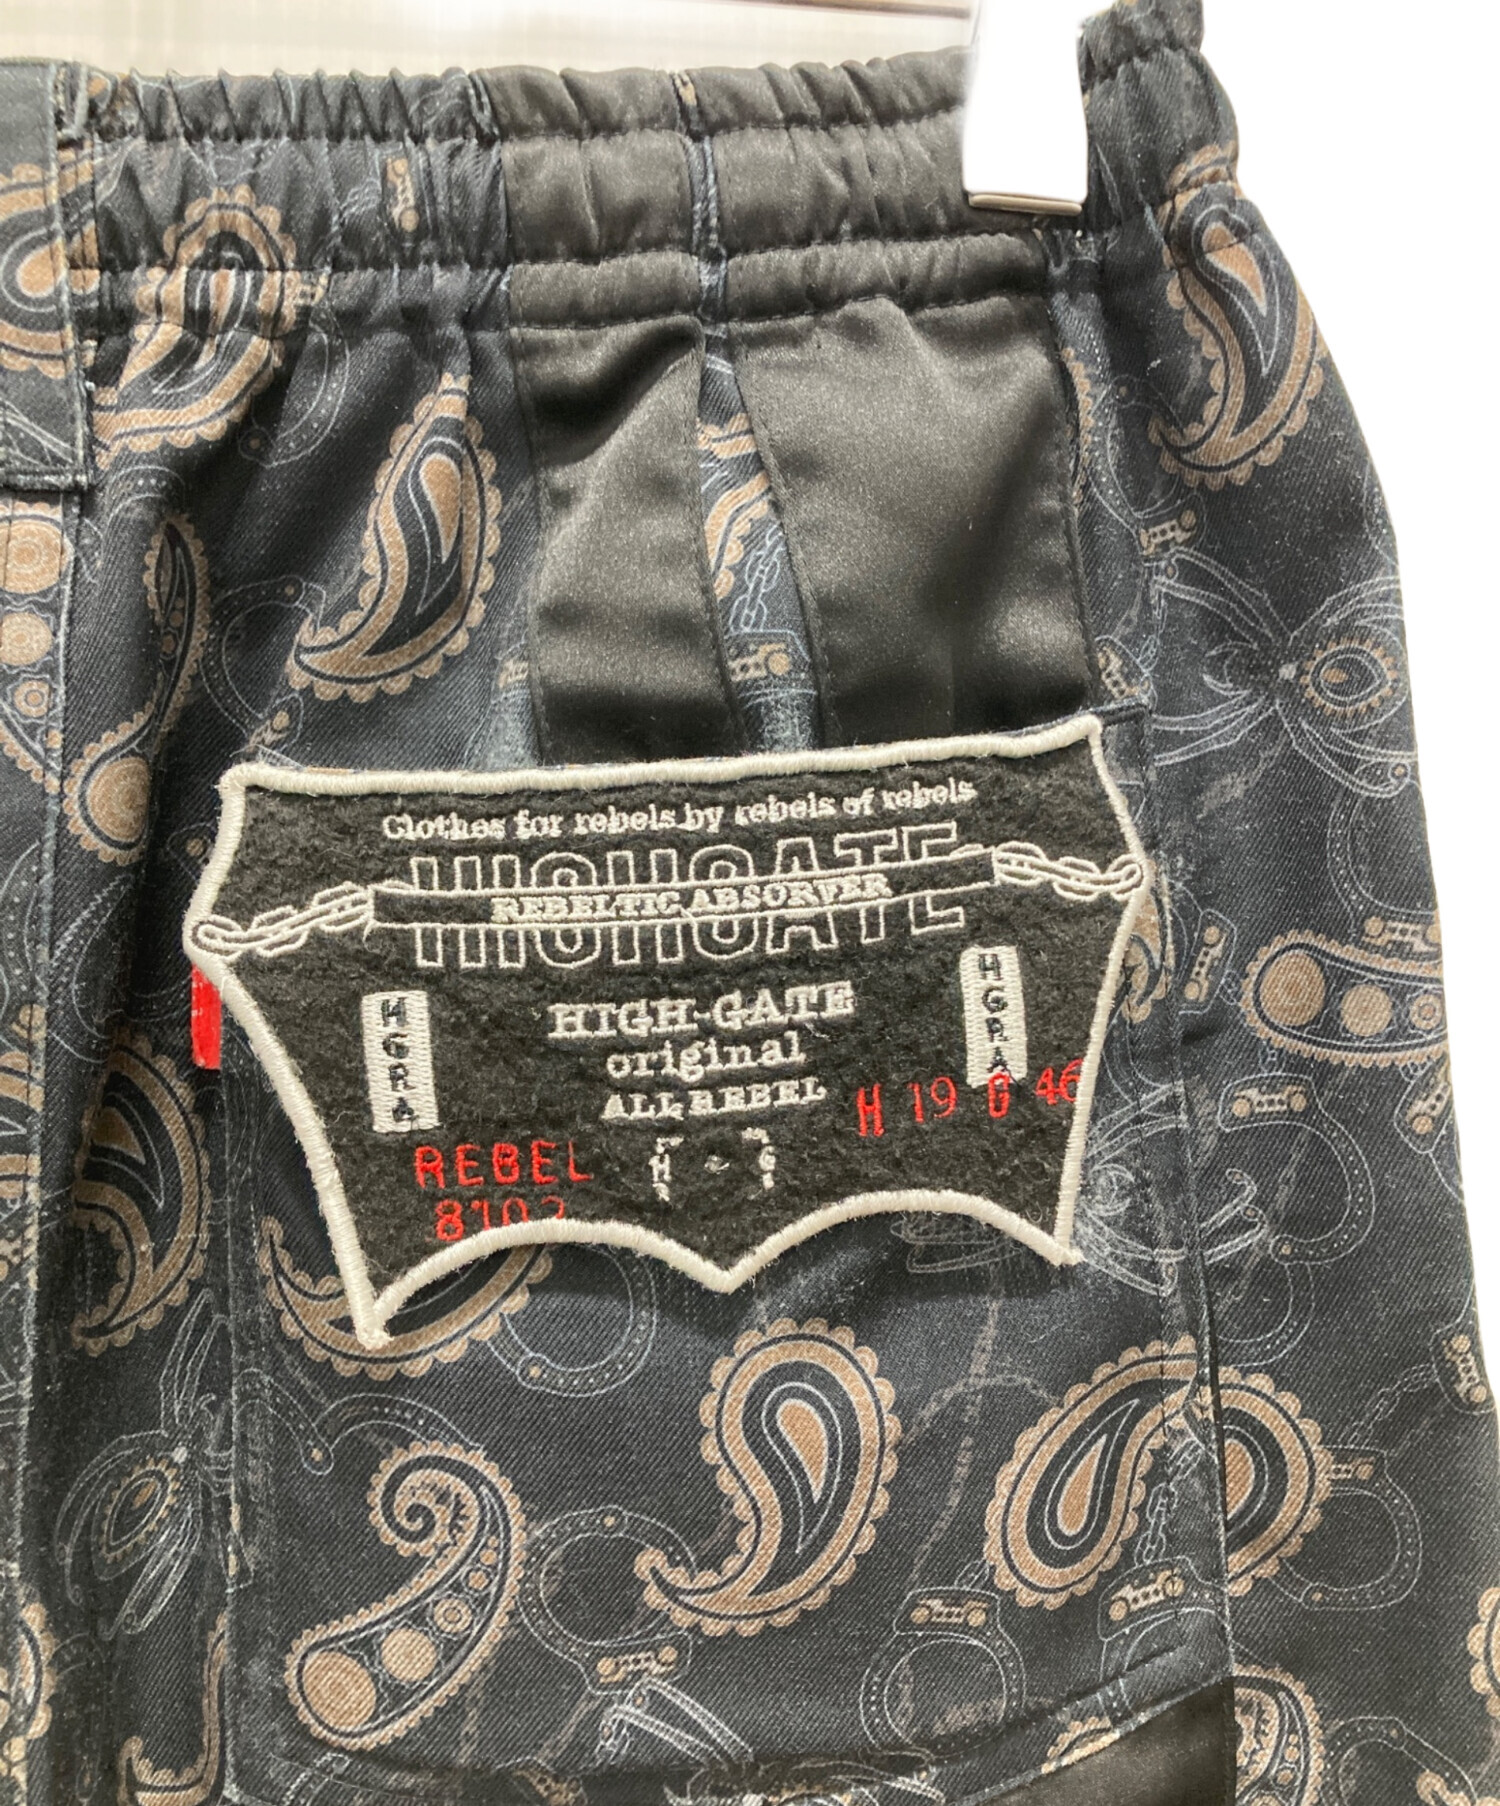 Clothes for rebels by rebels of rebels
HIGHGATE
REBELTIC ABSORVER
HIGH-GATE
original
ALL REBEL
HGRA
HGRA
H 19 G 46
REBEL
8702